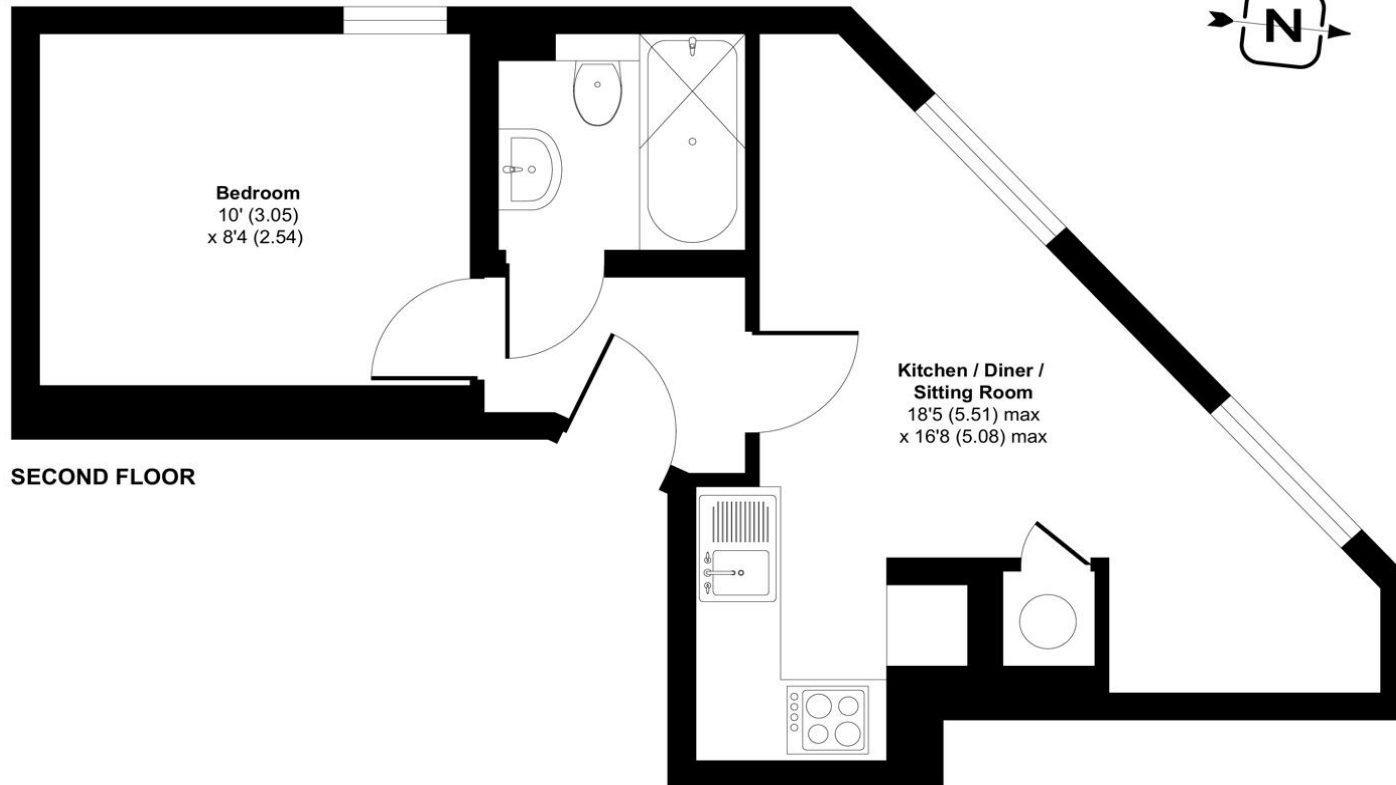 N
Bedroom
10' (3.05)
x 8'4 (2.54)
Kitchen / Diner /
Sitting Room
18'5 (5.51) max
x 16'8 (5.08) max
SECOND FLOOR